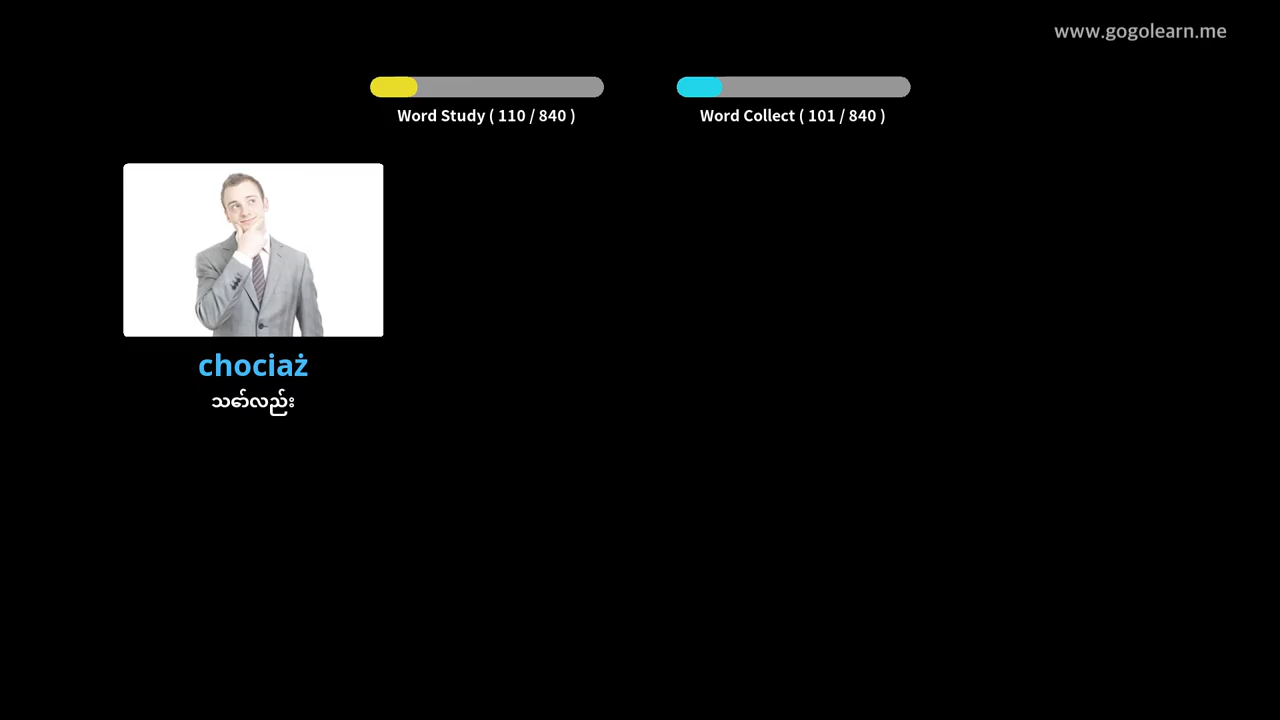 www.gogolearn.me
Word Study ( 110 / 840 )
Word Collect ( 101 / 840 )
chociaż
သော်လည်း